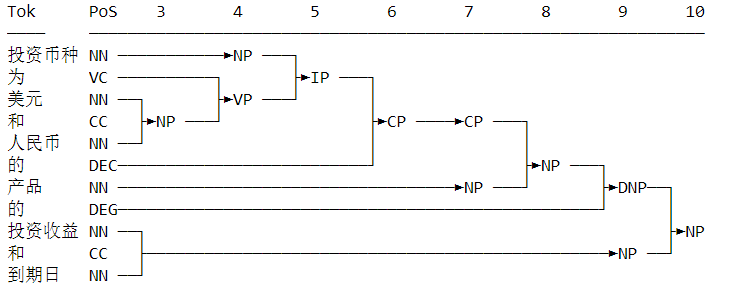 Tok PoS 3 4 5 6 7 8 9 10
投资币种 NN NP
为 VC IP
美元 NN VP
和 CC NP CP CP
人民币 NN
的 DEC NP
产品 NN NP DNP
的 DEG
投资收益 NN NP
和 CC NP
到期日 NN